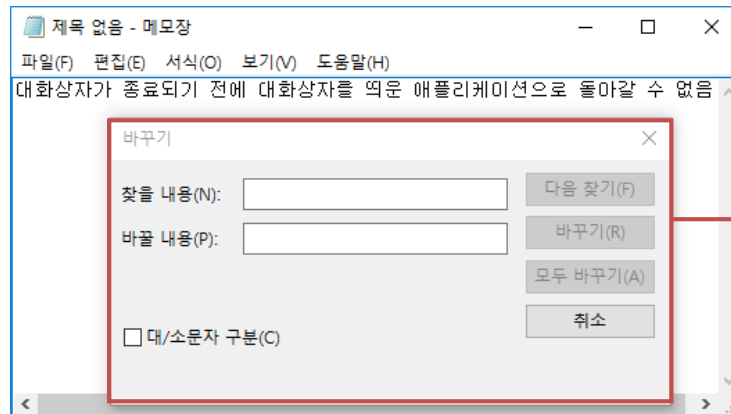 제목 없음 - 메모장
파일(F) 편집(E) 서식(O) 보기(V) 도움말(H)
대화상자가 종료되기 전에 대화상자를 띄운 애플리케이션으로 돌아갈 수 없음
바꾸기
찾을 내용(N):
다음 찾기(F)
바꿀 내용(P):
바꾸기(R)
모두 바꾸기(A)
취소
대/소문자 구분(C)